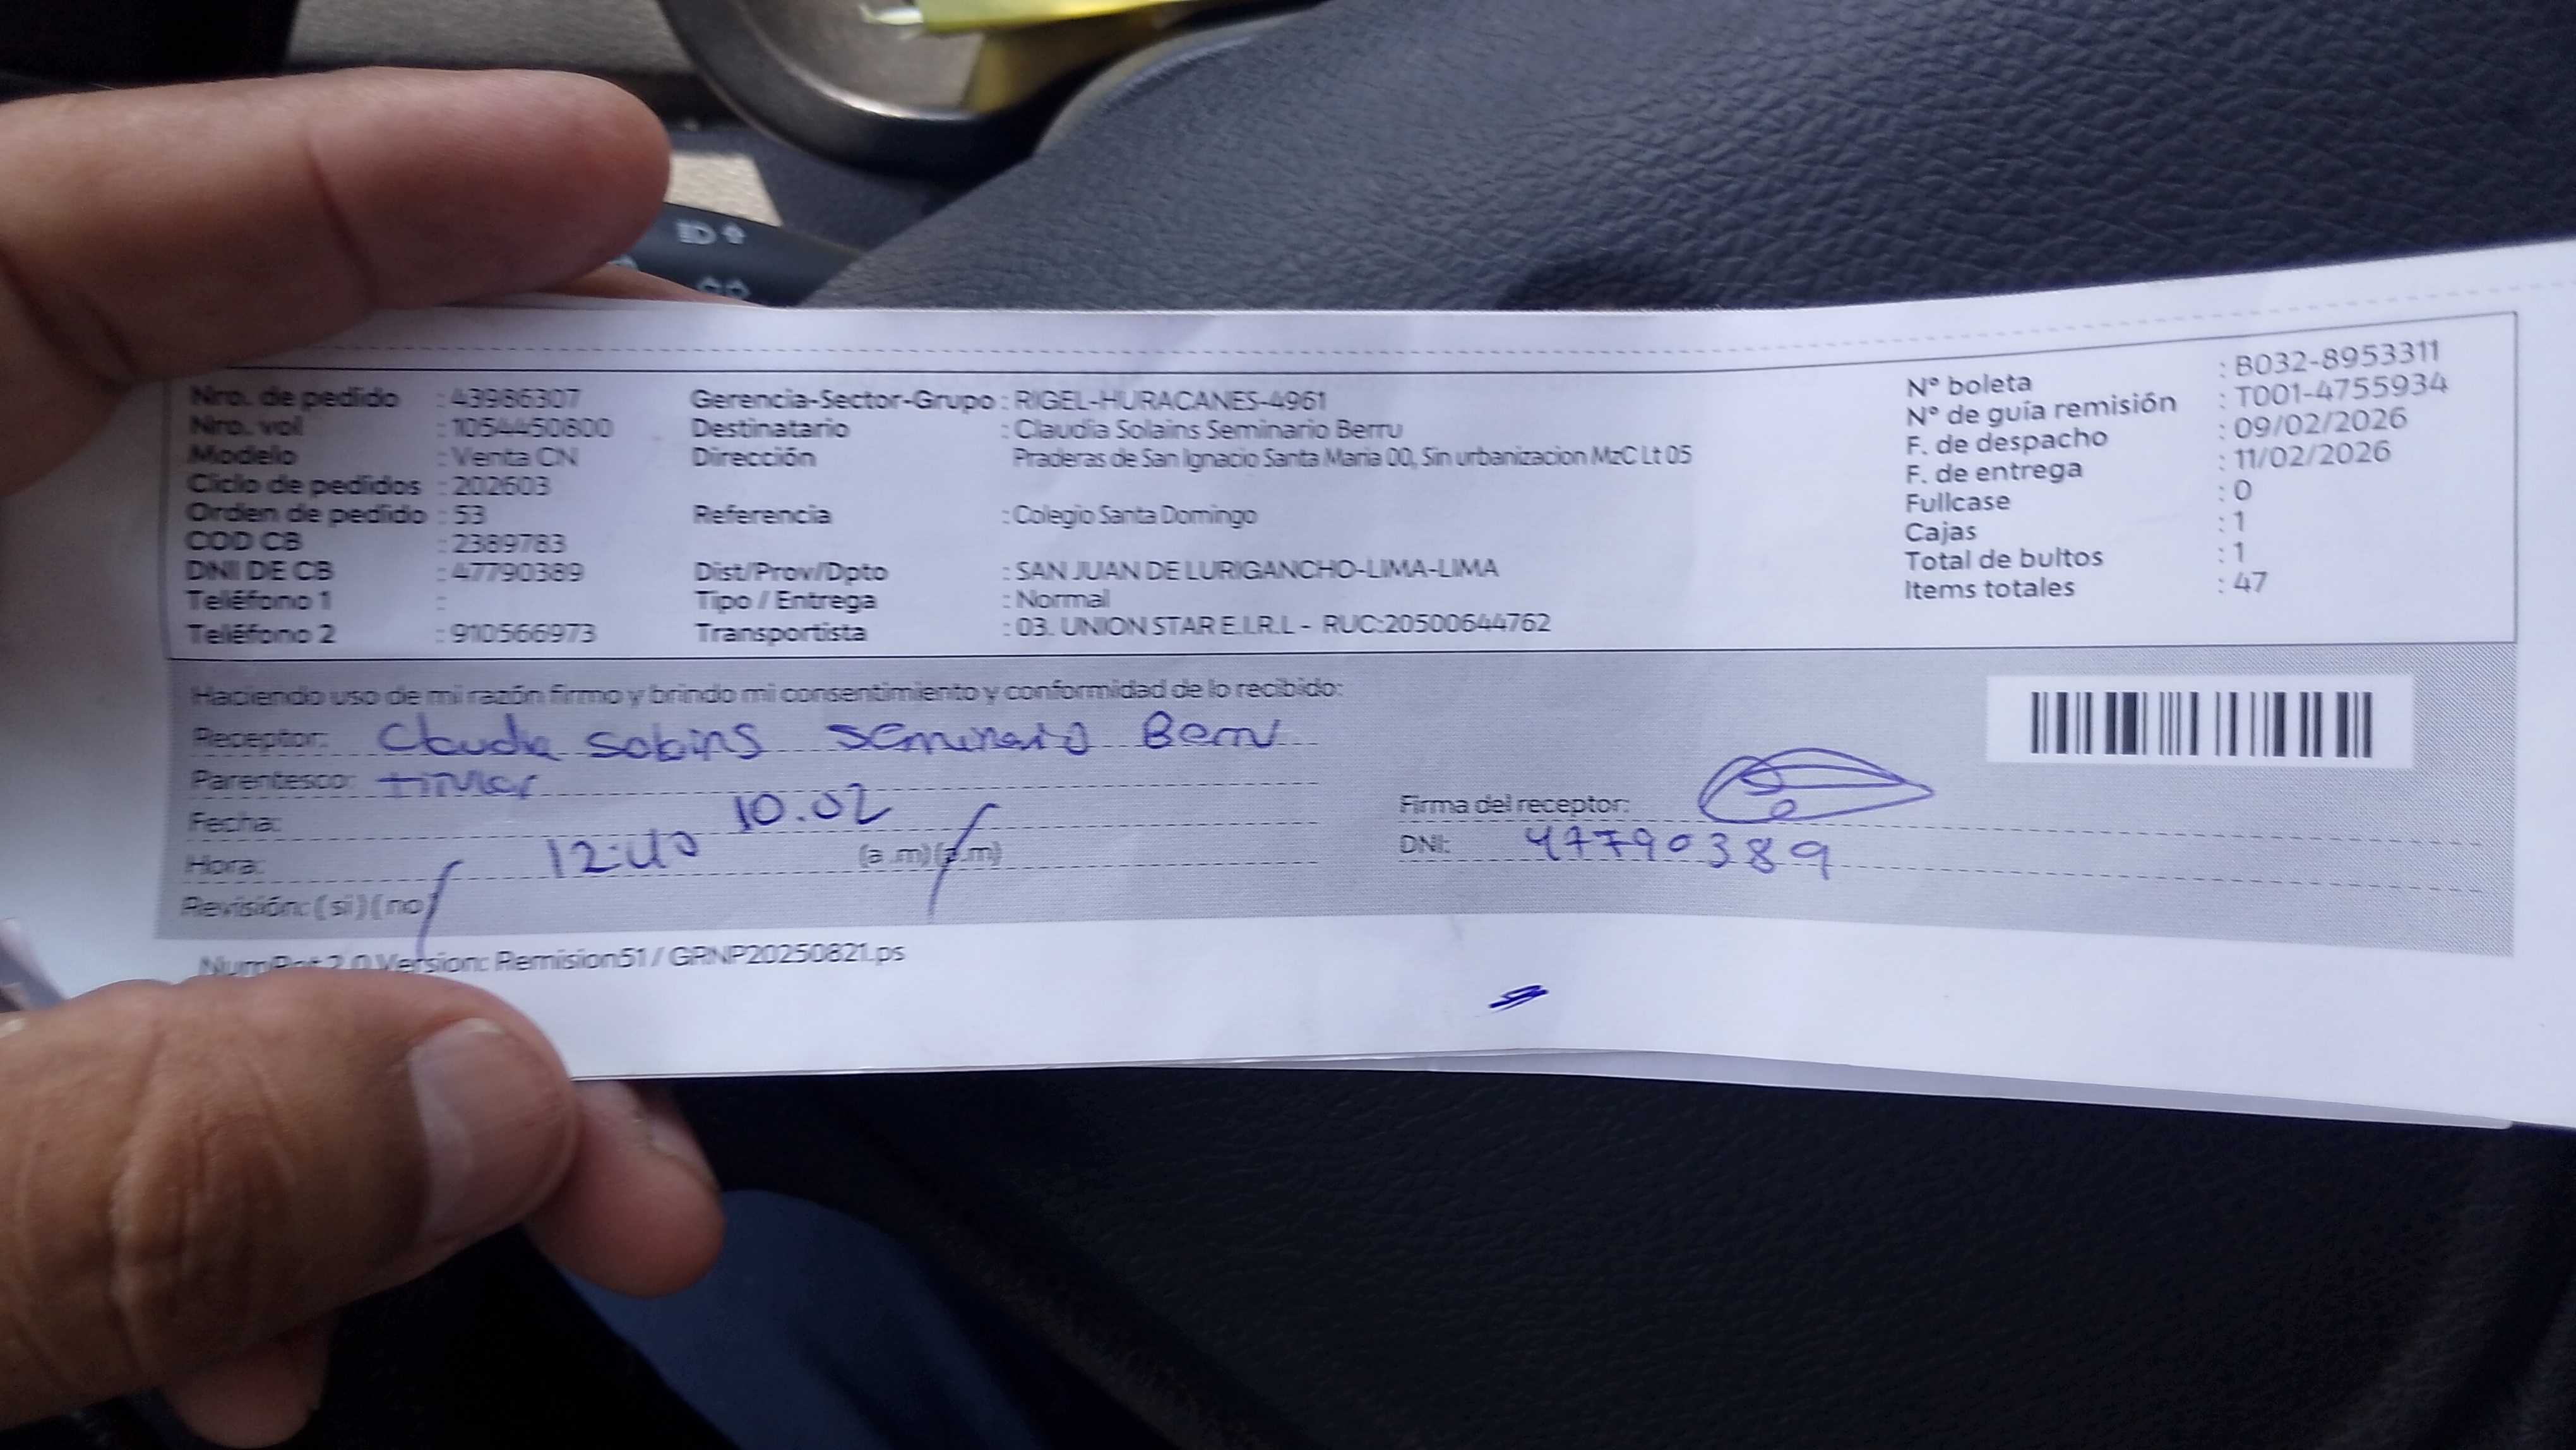 Nro. de pedido : 43986307
Nro. vol : 1054450800
Modelo : Venta CN
Ciclo de pedidos : 202603
Orden de pedido : 53
COD CB : 2389783
DNI DE CB : 47790389
Teléfono 1 :
Teléfono 2 : 910566973
Gerencia-Sector-Grupo : RIGEL-HURACANES-4961
Destinatario : Claudia Solains Seminario Berru
Dirección Praderas de San Ignacio Santa Maria 00, Sin urbanizacion MzC Lt 05
Referencia : Colegio Santa Domingo
Dist/Prov/Dpto : SAN JUAN DE LURIGANCHO-LIMA-LIMA
Tipo / Entrega : Normal
Transportista : 03. UNION STAR E.I.R.L - RUC:20500644762
N° boleta : B032-8953311
N° de guía remisión : T001-4755934
F. de despacho : 09/02/2026
F. de entrega : 11/02/2026
Fullcase : 0
Cajas : 1
Total de bultos : 1
Items totales : 47
Haciendo uso de mi razón firmo y brindo mi consentimiento y conformidad de lo recibido:
Receptor: Claudia Solains Seminario Berru
Parentesco: titular
Fecha: 10.02
Hora: 12:40 (a .m)(p.m)
Revisión: ( si ) ( no )
Firma del receptor:
DNI: 47790389
Version: Remision51 / GRNP20250821.ps